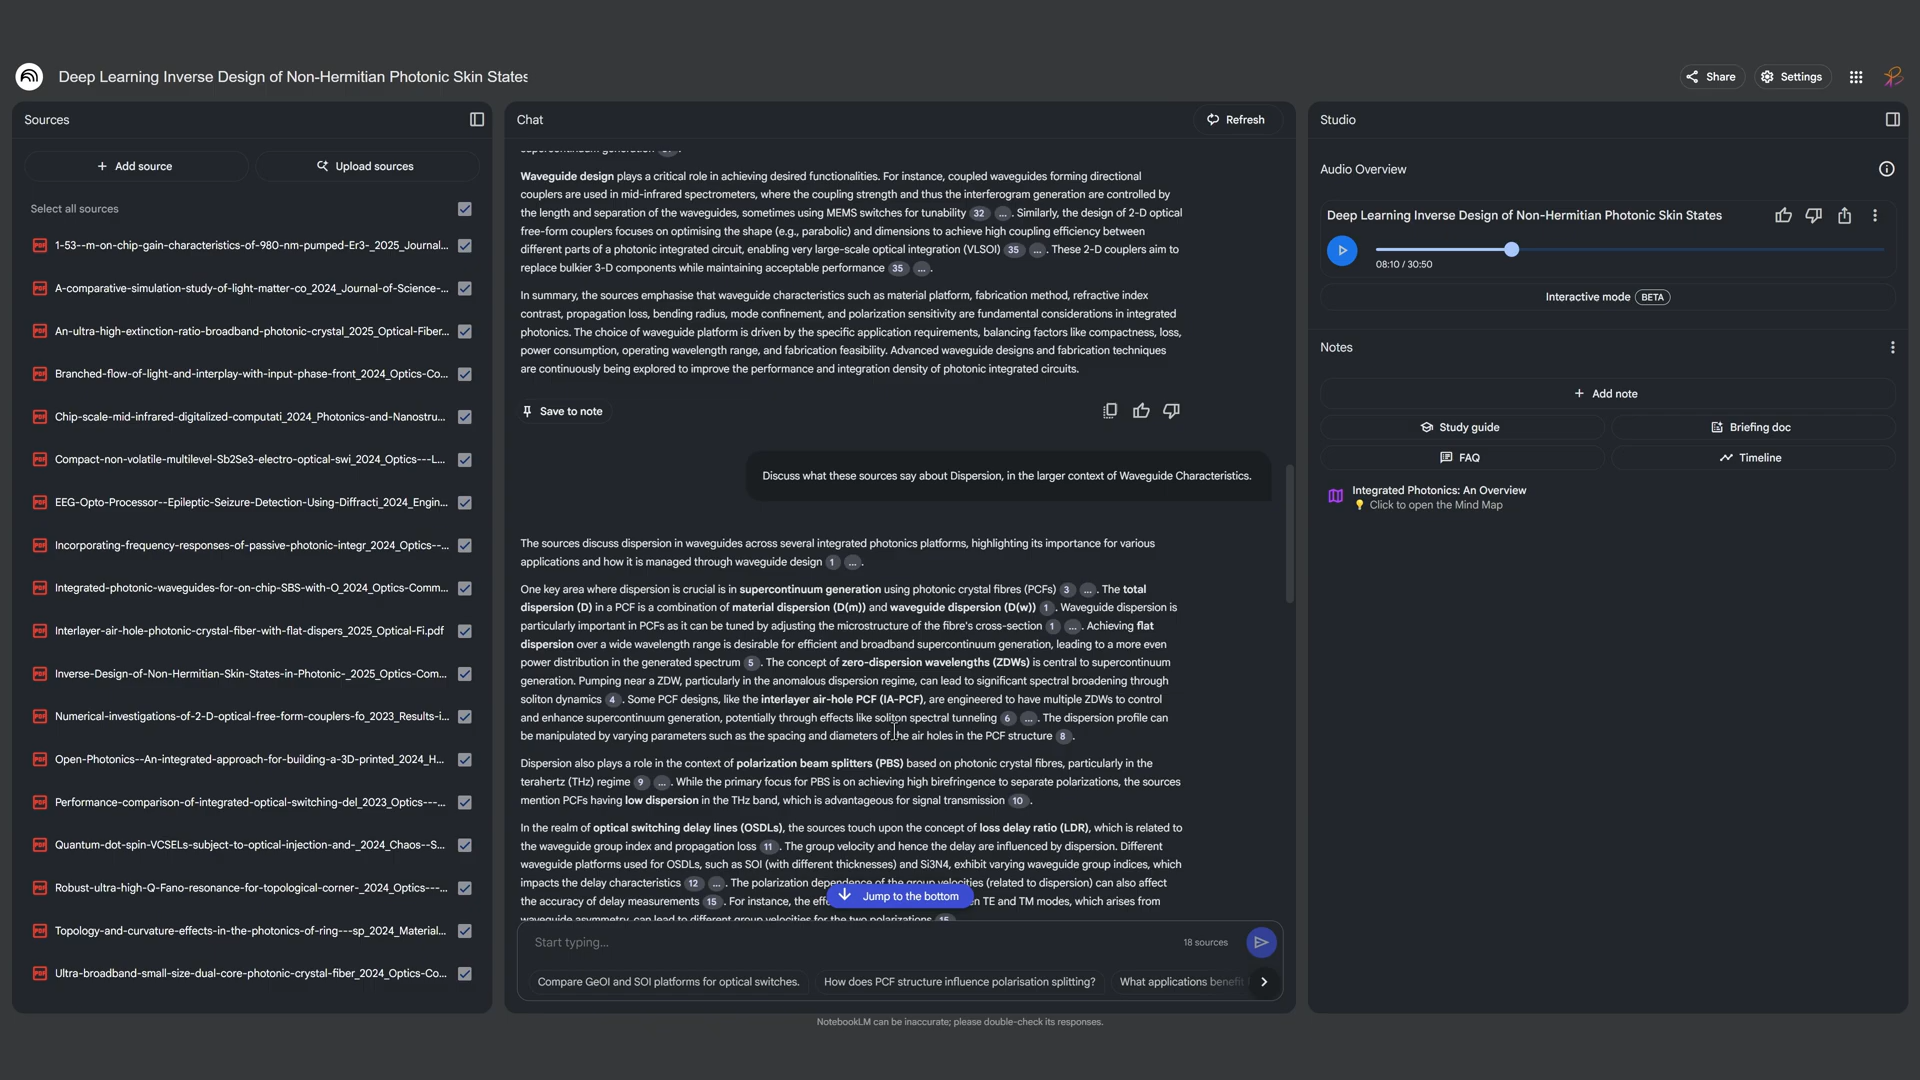 Deep Learning Inverse Design of Non-Hermitian Photonic Skin States
Share
Settings
Sources
Add source
Upload sources
Select all sources
1-53--m-on-chip-gain-characteristics-of-980-nm-pumped-Er3-_2025_Journal...
A-comparative-simulation-study-of-light-matter-co_2024_Journal-of-Science-...
An-ultra-high-extinction-ratio-broadband-photonic-crystal_2025_Optical-Fiber...
Branched-flow-of-light-and-interplay-with-input-phase-front_2024_Optics-Co...
Chip-scale-mid-infrared-digitalized-computati_2024_Photonics-and-Nanostru...
Compact-non-volatile-multilevel-Sb2Se3-electro-optical-swi_2024_Optics---L...
EEG-Opto-Processor--Epileptic-Seizure-Detection-Using-Diffracti_2024_Engin...
Incorporating-frequency-responses-of-passive-photonic-integr_2024_Optics--...
Integrated-photonic-waveguides-for-on-chip-SBS-with-O_2024_Optics-Comm...
Interlayer-air-hole-photonic-crystal-fiber-with-flat-dispers_2025_Optical-Fi.pdf
Inverse-Design-of-Non-Hermitian-Skin-States-in-Photonic-_2025_Optics-Com...
Numerical-investigations-of-2-D-optical-free-form-couplers-fo_2023_Results-i...
Open-Photonics--An-integrated-approach-for-building-a-3D-printed_2024_H...
Performance-comparison-of-integrated-optical-switching-del_2023_Optics---...
Quantum-dot-spin-VCSELs-subject-to-optical-injection-and-_2024_Chaos--S...
Robust-ultra-high-Q-Fano-resonance-for-topological-corner-_2024_Optics---...
Topology-and-curvature-effects-in-the-photonics-of-ring---sp_2024_Material...
Ultra-broadband-small-size-dual-core-photonic-crystal-fiber_2024_Optics-Co...
Chat
Refresh
Waveguide design plays a critical role in achieving desired functionalities. For instance, coupled waveguides forming directional
couplers are used in mid-infrared spectrometers, where the coupling strength and thus the interferogram generation are controlled by
the length and separation of the waveguides, sometimes using MEMS switches for tunability 32 ... . Similarly, the design of 2-D optical
free-form couplers focuses on optimising the shape (e.g., parabolic) and dimensions to achieve high coupling efficiency between
different parts of a photonic integrated circuit, enabling very large-scale optical integration (VLSOI) 35 ... . These 2-D couplers aim to
replace bulkier 3-D components while maintaining acceptable performance 35 ... .
In summary, the sources emphasise that waveguide characteristics such as material platform, fabrication method, refractive index
contrast, propagation loss, bending radius, mode confinement, and polarization sensitivity are fundamental considerations in integrated
photonics. The choice of waveguide platform is driven by the specific application requirements, balancing factors like compactness, loss,
power consumption, operating wavelength range, and fabrication feasibility. Advanced waveguide designs and fabrication techniques
are continuously being explored to improve the performance and integration density of photonic integrated circuits.
Save to note
Discuss what these sources say about Dispersion, in the larger context of Waveguide Characteristics.
The sources discuss dispersion in waveguides across several integrated photonics platforms, highlighting its importance for various
applications and how it is managed through waveguide design 1 ... .
One key area where dispersion is crucial is in supercontinuum generation using photonic crystal fibres (PCFs) 3 ... . The total
dispersion (D) in a PCF is a combination of material dispersion (D(m)) and waveguide dispersion (D(w)) 1 . Waveguide dispersion is
particularly important in PCFs as it can be tuned by adjusting the microstructure of the fibre's cross-section 1 ... . Achieving flat
dispersion over a wide wavelength range is desirable for efficient and broadband supercontinuum generation, leading to a more even
power distribution in the generated spectrum 5 . The concept of zero-dispersion wavelengths (ZDWs) is central to supercontinuum
generation. Pumping near a ZDW, particularly in the anomalous dispersion regime, can lead to significant spectral broadening through
soliton dynamics 4 . Some PCF designs, like the interlayer air-hole PCF (IA-PCF), are engineered to have multiple ZDWs to control
and enhance supercontinuum generation, potentially through effects like soliton spectral tunneling 6 ... . The dispersion profile can
be manipulated by varying parameters such as the spacing and diameters of the air holes in the PCF structure 8 .
Dispersion also plays a role in the context of polarization beam splitters (PBS) based on photonic crystal fibres, particularly in the
terahertz (THz) regime 9 ... . While the primary focus for PBS is on achieving high birefringence to separate polarizations, the sources
mention PCFs having low dispersion in the THz band, which is advantageous for signal transmission 10 .
In the realm of optical switching delay lines (OSDLs), the sources touch upon the concept of loss delay ratio (LDR), which is related to
the waveguide group index and propagation loss 11 . The group velocity and hence the delay are influenced by dispersion. Different
waveguide platforms used for OSDLs, such as SOI (with different thicknesses) and Si3N4, exhibit varying waveguide group indices, which
impacts the delay characteristics 12 ... . The polarization dependence of the group velocities (related to dispersion) can also affect
the accuracy of delay measurements 15 . For instance, the effe n TE and TM modes, which arises from
waveguide asymmetry, can lead to different group velocities for the two polarizations 15
Jump to the bottom
Start typing...
18 sources
Compare GeOI and SOI platforms for optical switches.
How does PCF structure influence polarisation splitting?
What applications benefit
NotebookLM can be inaccurate; please double-check its responses.
Studio
Audio Overview
Deep Learning Inverse Design of Non-Hermitian Photonic Skin States
08:10 / 30:50
Interactive mode BETA
Notes
Add note
Study guide
Briefing doc
FAQ
Timeline
Integrated Photonics: An Overview
Click to open the Mind Map